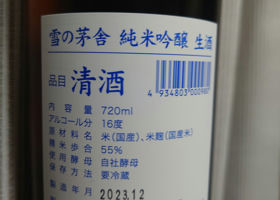 雪の茅舎 純米吟醸 生酒
品目 清酒
4 934803 000980
内容量 720ml
アルコール分 16度
原材料名 米(国産)、米麹(国産米)
精米歩合 55%
使用酵母 自社酵母
保存方法 要冷蔵
製造年月 2023.12